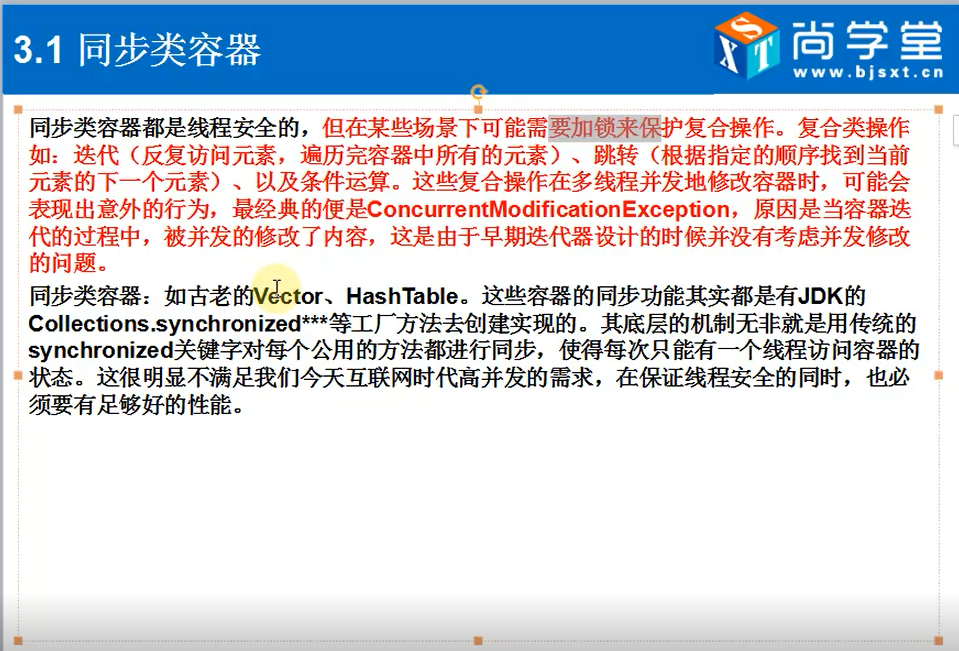 3.1 同步类容器
SXT
尚学堂
www.bjsxt.cn
同步类容器都是线程安全的，但在某些场景下可能需要加锁来保护复合操作。复合类操作
如：迭代（反复访问元素，遍历完容器中所有的元素）、跳转（根据指定的顺序找到当前
元素的下一个元素）、以及条件运算。这些复合操作在多线程并发地修改容器时，可能会
表现出意外的行为，最经典的便是ConcurrentModificationException，原因是当容器迭
代的过程中，被并发的修改了内容，这是由于早期迭代器设计的时候并没有考虑并发修改
的问题。
同步类容器：如古老的Vector、HashTable。这些容器的同步功能其实都是有JDK的
Collections.synchronized***等工厂方法去创建实现的。其底层的机制无非就是用传统的
synchronized关键字对每个公用的方法都进行同步，使得每次只能有一个线程访问容器的
状态。这很明显不满足我们今天互联网时代高并发的需求，在保证线程安全的同时，也必
须要有足够好的性能。